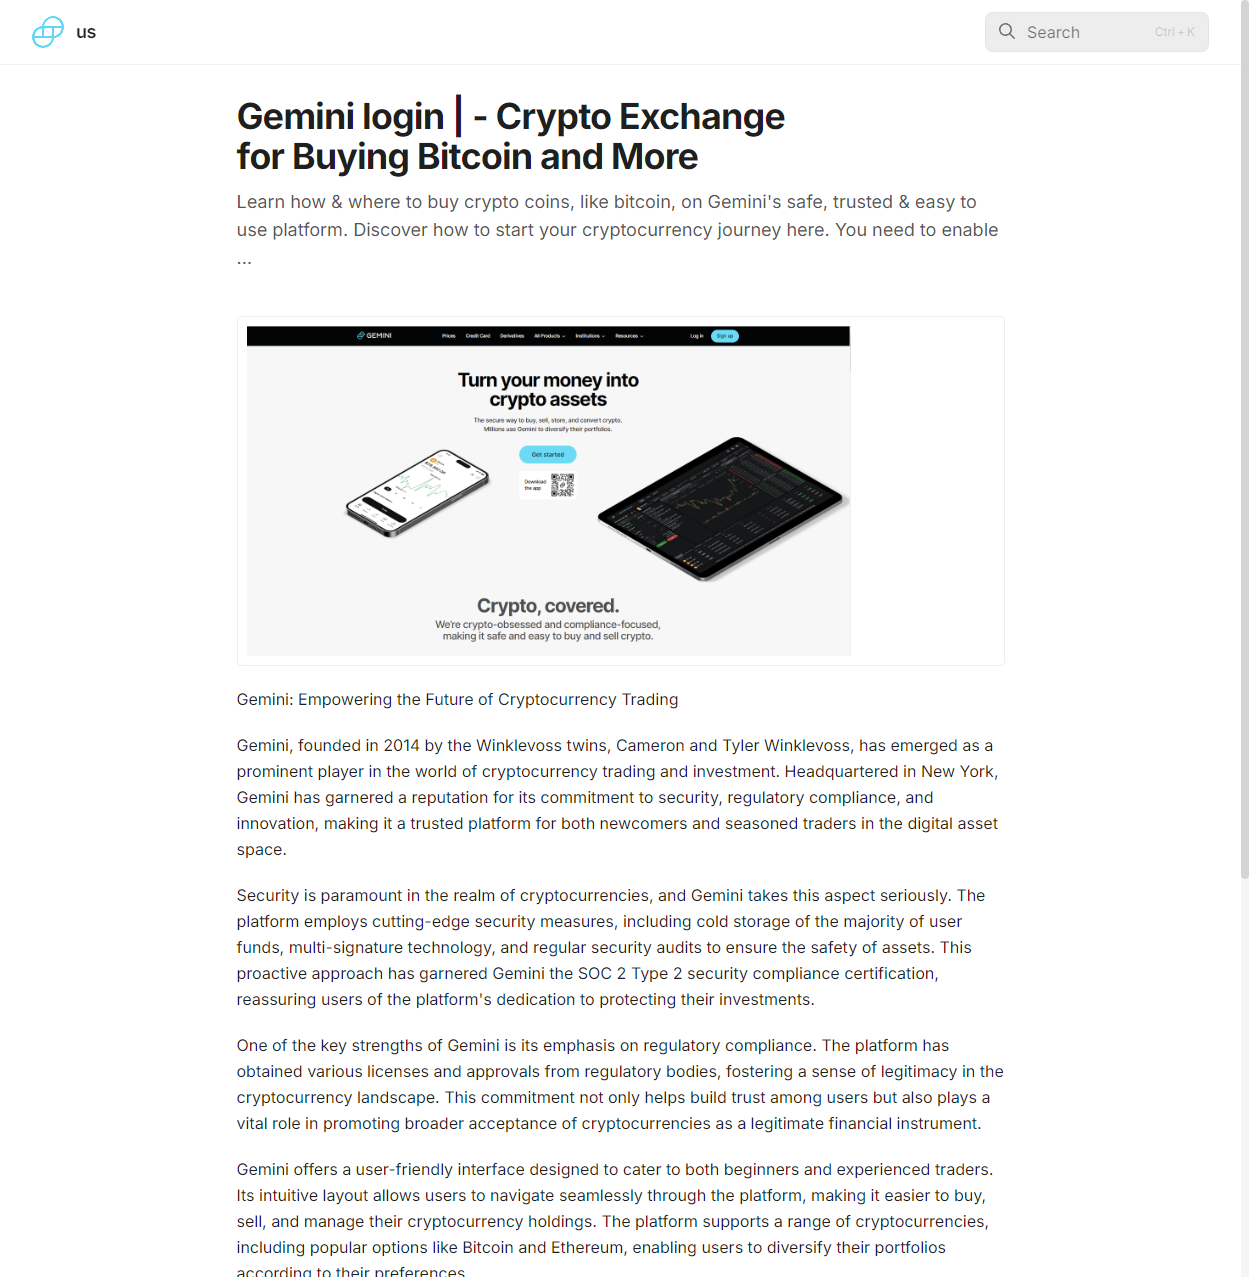 us
Search
Ctrl + K
Gemini login | - Crypto Exchange
for Buying Bitcoin and More
Learn how & where to buy crypto coins, like bitcoin, on Gemini's safe, trusted & easy to
use platform. Discover how to start your cryptocurrency journey here. You need to enable
...
GEMINI
Prices
Credit Card
Derivatives
All Products
Institutions
Resources
Log in
Sign up
Turn your money into
crypto assets
The secure way to buy, sell, store, and convert crypto.
Millions use Gemini to diversify their portfolios.
Get started
Download
the app
Crypto, covered.
We're crypto-obsessed and compliance-focused,
making it safe and easy to buy and sell crypto.
Gemini: Empowering the Future of Cryptocurrency Trading
Gemini, founded in 2014 by the Winklevoss twins, Cameron and Tyler Winklevoss, has emerged as a
prominent player in the world of cryptocurrency trading and investment. Headquartered in New York,
Gemini has garnered a reputation for its commitment to security, regulatory compliance, and
innovation, making it a trusted platform for both newcomers and seasoned traders in the digital asset
space.
Security is paramount in the realm of cryptocurrencies, and Gemini takes this aspect seriously. The
platform employs cutting-edge security measures, including cold storage of the majority of user
funds, multi-signature technology, and regular security audits to ensure the safety of assets. This
proactive approach has garnered Gemini the SOC 2 Type 2 security compliance certification,
reassuring users of the platform's dedication to protecting their investments.
One of the key strengths of Gemini is its emphasis on regulatory compliance. The platform has
obtained various licenses and approvals from regulatory bodies, fostering a sense of legitimacy in the
cryptocurrency landscape. This commitment not only helps build trust among users but also plays a
vital role in promoting broader acceptance of cryptocurrencies as a legitimate financial instrument.
Gemini offers a user-friendly interface designed to cater to both beginners and experienced traders.
Its intuitive layout allows users to navigate seamlessly through the platform, making it easier to buy,
sell, and manage their cryptocurrency holdings. The platform supports a range of cryptocurrencies,
including popular options like Bitcoin and Ethereum, enabling users to diversify their portfolios
according to their preferences.